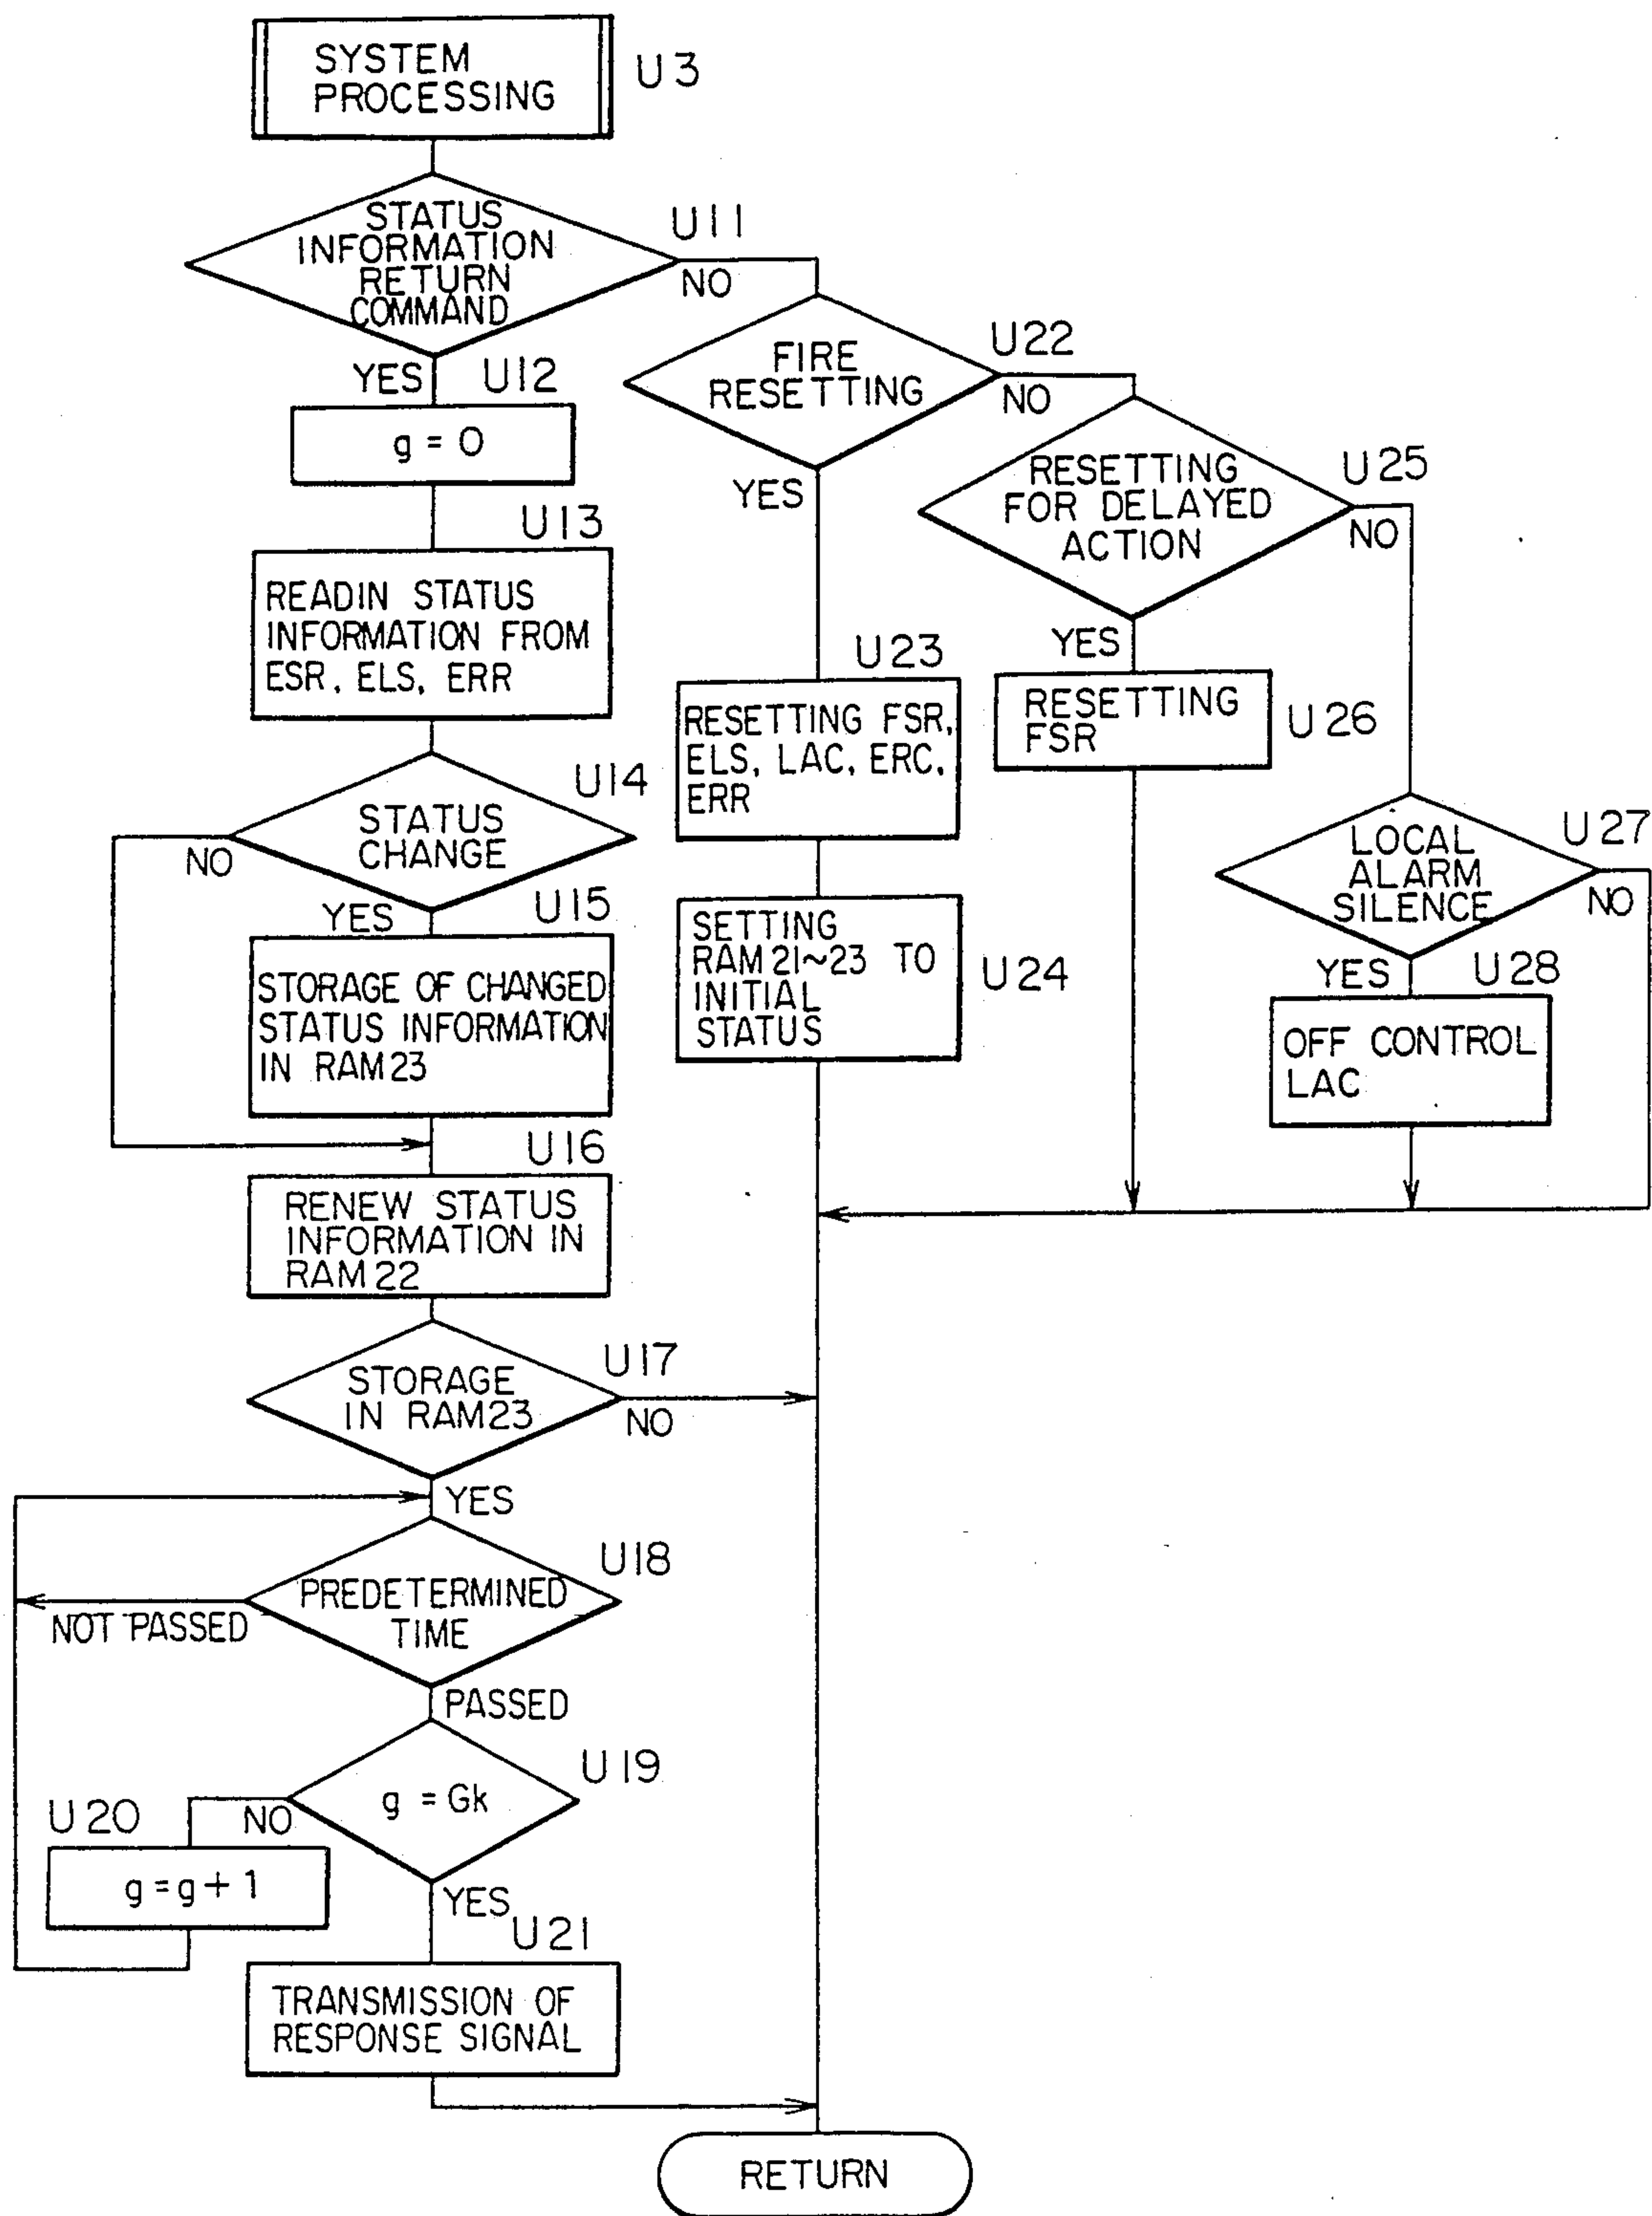 SYSTEM
PROCESSING
U3
STATUS
INFORMATION
RETURN
COMMAND
U11
NO
YES
U12
g = 0
U13
READIN STATUS
INFORMATION FROM
ESR, ELS, ERR
U14
STATUS
CHANGE
NO
YES
U15
STORAGE OF CHANGED
STATUS INFORMATION
IN RAM23
U16
RENEW STATUS
INFORMATION IN
RAM22
U17
STORAGE
IN RAM23
NO
YES
U18
PREDETERMINED
TIME
NOT PASSED
PASSED
U19
g = Gk
NO
U20
g = g + 1
YES
U21
TRANSMISSION OF
RESPONSE SIGNAL
U22
FIRE
RESETTING
NO
YES
U23
RESETTING FSR,
ELS, LAC, ERC,
ERR
SETTING
RAM21~23 TO
INITIAL
STATUS
U24
U25
RESETTING
FOR DELAYED
ACTION
NO
YES
RESETTING
FSR
U26
U27
LOCAL
ALARM
SILENCE
NO
YES
U28
OFF CONTROL
LAC
RETURN